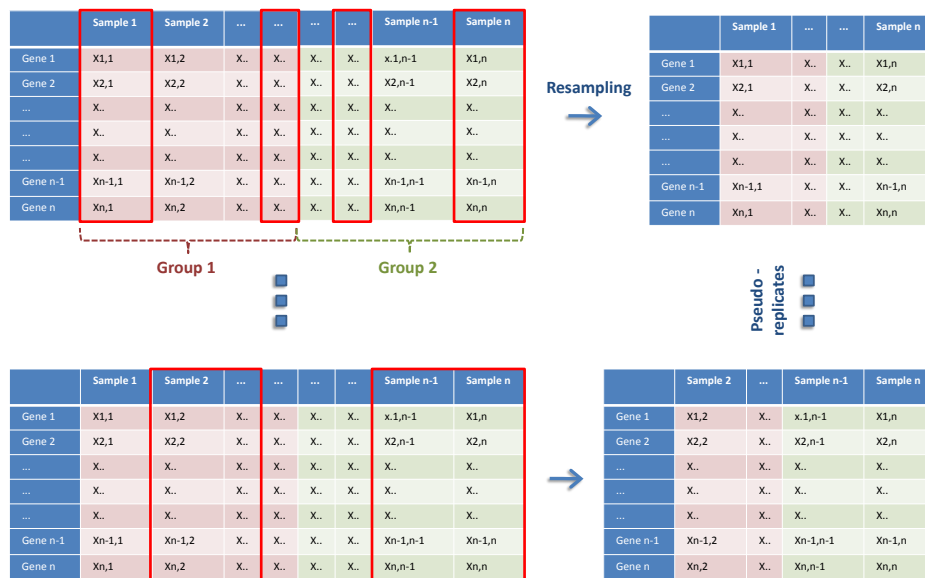 Sample 1 Sample 2 ... ... ... ... Sample n-1 Sample n
Gene 1 X1,1 X1,2 X.. X.. X.. X.. x.1,n-1 X1,n
Gene 2 X2,1 X2,2 X.. X.. X.. X.. X2,n-1 X2,n
... X.. X.. X.. X.. X.. X.. X.. X..
... X.. X.. X.. X.. X.. X.. X.. X..
... X.. X.. X.. X.. X.. X.. X.. X..
Gene n-1 Xn-1,1 Xn-1,2 X.. X.. X.. X.. Xn-1,n-1 Xn-1,n
Gene n Xn,1 Xn,2 X.. X.. X.. X.. Xn,n-1 Xn,n
Group 1 Group 2
Resampling
Sample 1 ... ... Sample n
Gene 1 X1,1 X.. X.. X1,n
Gene 2 X2,1 X.. X.. X2,n
... X.. X.. X.. X..
... X.. X.. X.. X..
... X.. X.. X.. X..
Gene n-1 Xn-1,1 X.. X.. Xn-1,n
Gene n Xn,1 X.. X.. Xn,n
Pseudo -
replicates
Sample 1 Sample 2 ... ... ... ... Sample n-1 Sample n
Gene 1 X1,1 X1,2 X.. X.. X.. X.. x.1,n-1 X1,n
Gene 2 X2,1 X2,2 X.. X.. X.. X.. X2,n-1 X2,n
... X.. X.. X.. X.. X.. X.. X.. X..
... X.. X.. X.. X.. X.. X.. X.. X..
... X.. X.. X.. X.. X.. X.. X.. X..
Gene n-1 Xn-1,1 Xn-1,2 X.. X.. X.. X.. Xn-1,n-1 Xn-1,n
Gene n Xn,1 Xn,2 X.. X.. X.. X.. Xn,n-1 Xn,n
Sample 2 ... Sample n-1 Sample n
Gene 1 X1,2 X.. x.1,n-1 X1,n
Gene 2 X2,2 X.. X2,n-1 X2,n
... X.. X.. X.. X..
... X.. X.. X.. X..
... X.. X.. X.. X..
Gene n-1 Xn-1,2 X.. Xn-1,n-1 Xn-1,n
Gene n Xn,2 X.. Xn,n-1 Xn,n